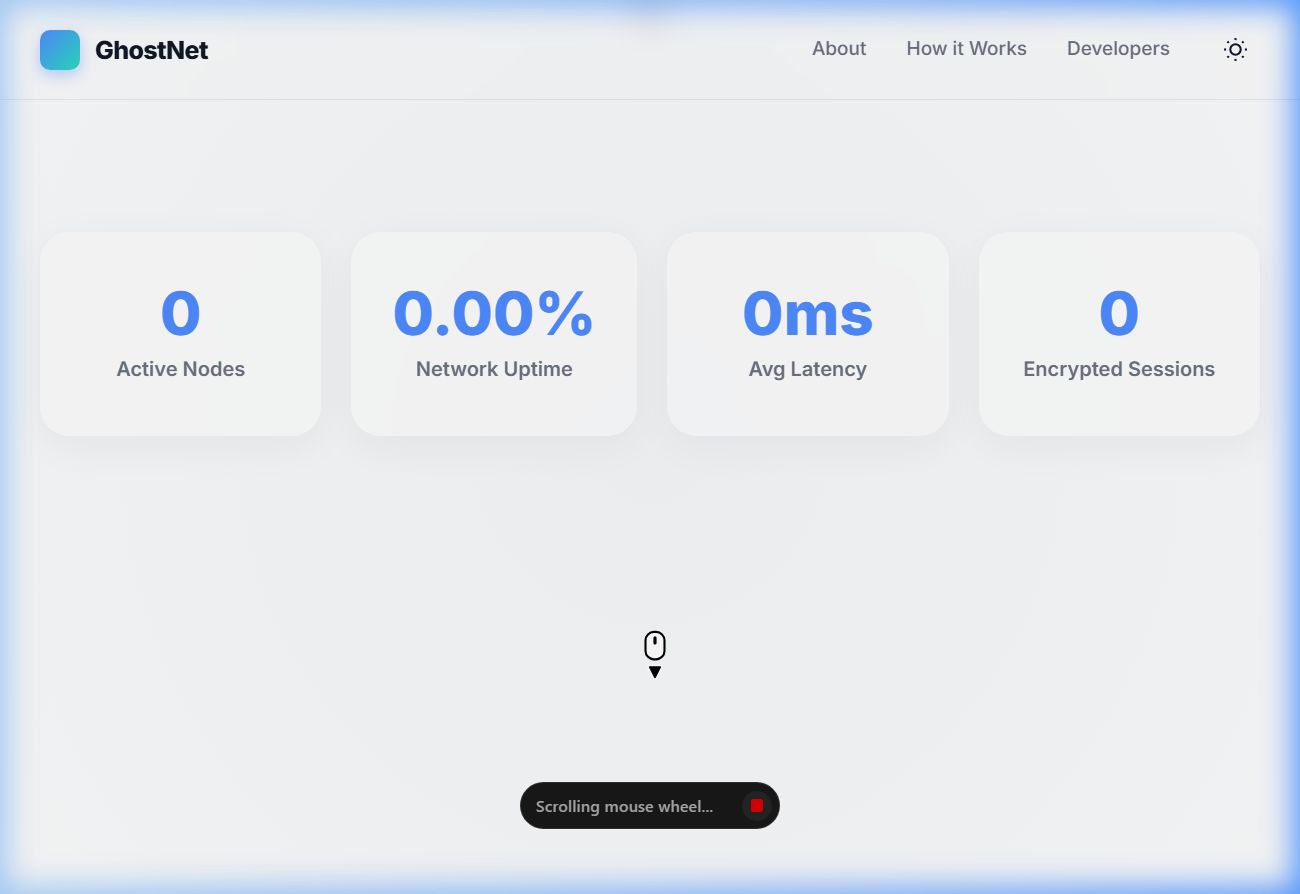 GhostNet
About
How it Works
Developers
0
Active Nodes
0.00%
Network Uptime
0ms
Avg Latency
0
Encrypted Sessions
Scrolling mouse wheel...